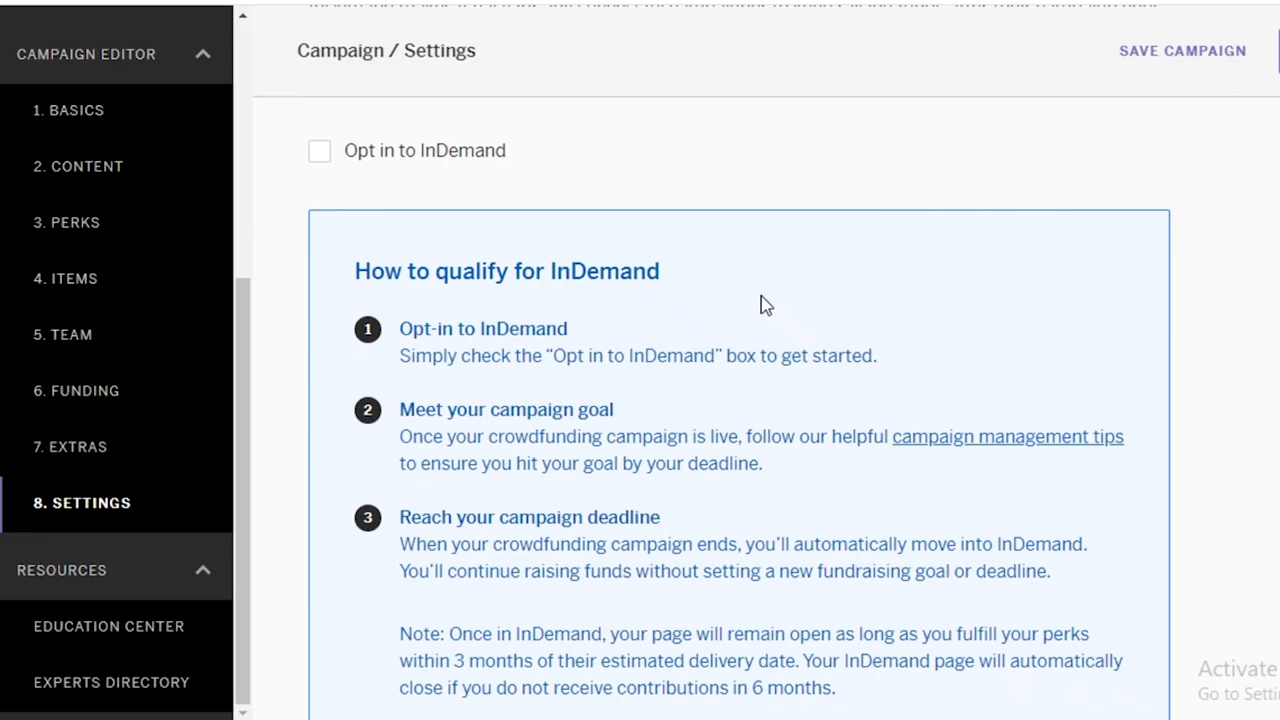 CAMPAIGN EDITOR
1. BASICS
2. CONTENT
3. PERKS
4. ITEMS
5. TEAM
6. FUNDING
7. EXTRAS
8. SETTINGS
RESOURCES
EDUCATION CENTER
EXPERTS DIRECTORY
Campaign / Settings
SAVE CAMPAIGN
Opt in to InDemand
How to qualify for InDemand
1 Opt-in to InDemand
Simply check the “Opt in to InDemand” box to get started.
2 Meet your campaign goal
Once your crowdfunding campaign is live, follow our helpful campaign management tips
to ensure you hit your goal by your deadline.
3 Reach your campaign deadline
When your crowdfunding campaign ends, you’ll automatically move into InDemand.
You’ll continue raising funds without setting a new fundraising goal or deadline.
Note: Once in InDemand, your page will remain open as long as you fulfill your perks
within 3 months of their estimated delivery date. Your InDemand page will automatically
close if you do not receive contributions in 6 months.
Activate
Go to